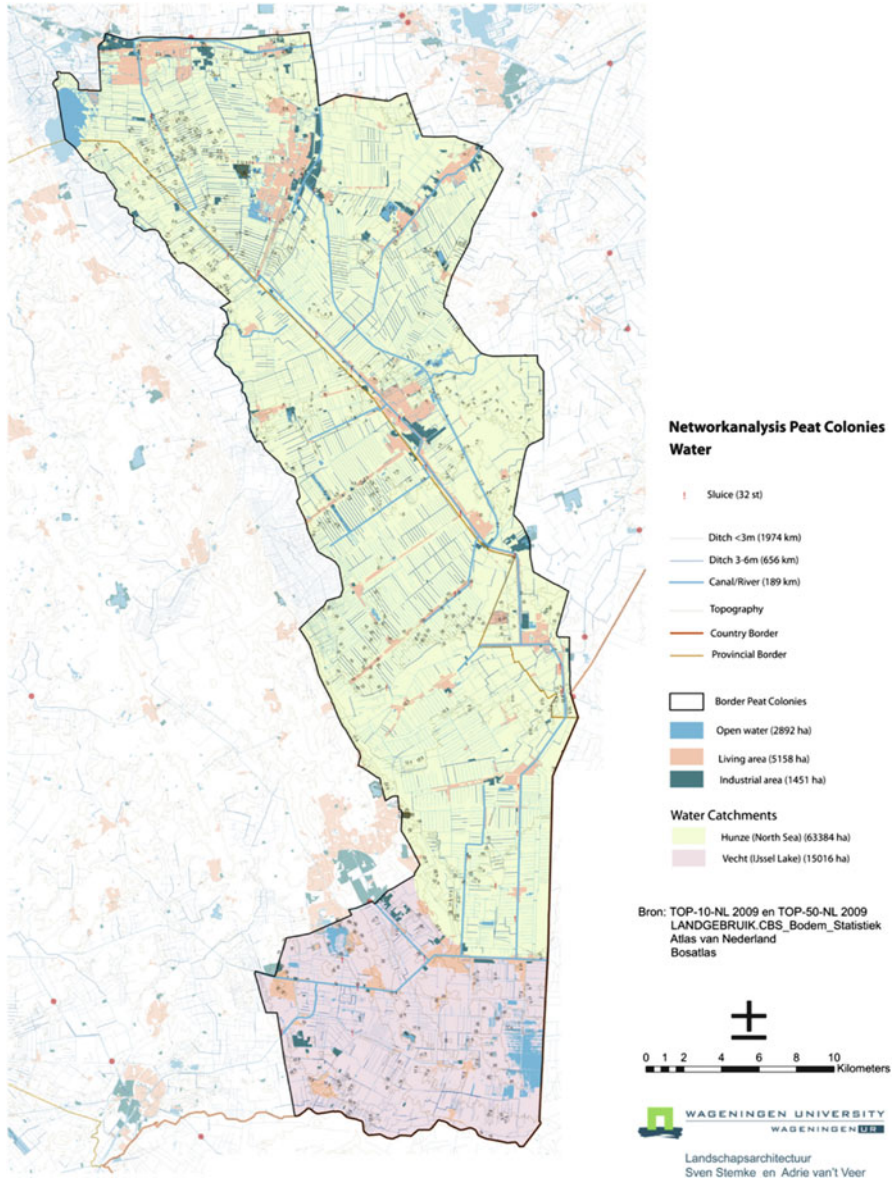 Networkanalysis Peat Colonies
Water
Sluice (32 st)
Ditch <3m (1974 km)
Ditch 3-6m (656 km)
Canal/River (189 km)
Topography
Country Border
Provincial Border
Border Peat Colonies
Open water (2892 ha)
Living area (5158 ha)
Industrial area (1451 ha)
Water Catchments
Hunze (North Sea) (63384 ha)
Vecht (IJssel Lake) (15016 ha)
Bron: TOP-10-NL 2009 en TOP-50-NL 2009
LANDGEBRUIK.CBS_Bodem_Statistiek
Atlas van Nederland
Bosatlas
0 1 2 4 6 8 10
Kilometers
WAGENINGEN UNIVERSITY
WAGENINGEN UR
Landschapsarchitectuur
Sven Stemke en Adrie van't Veer